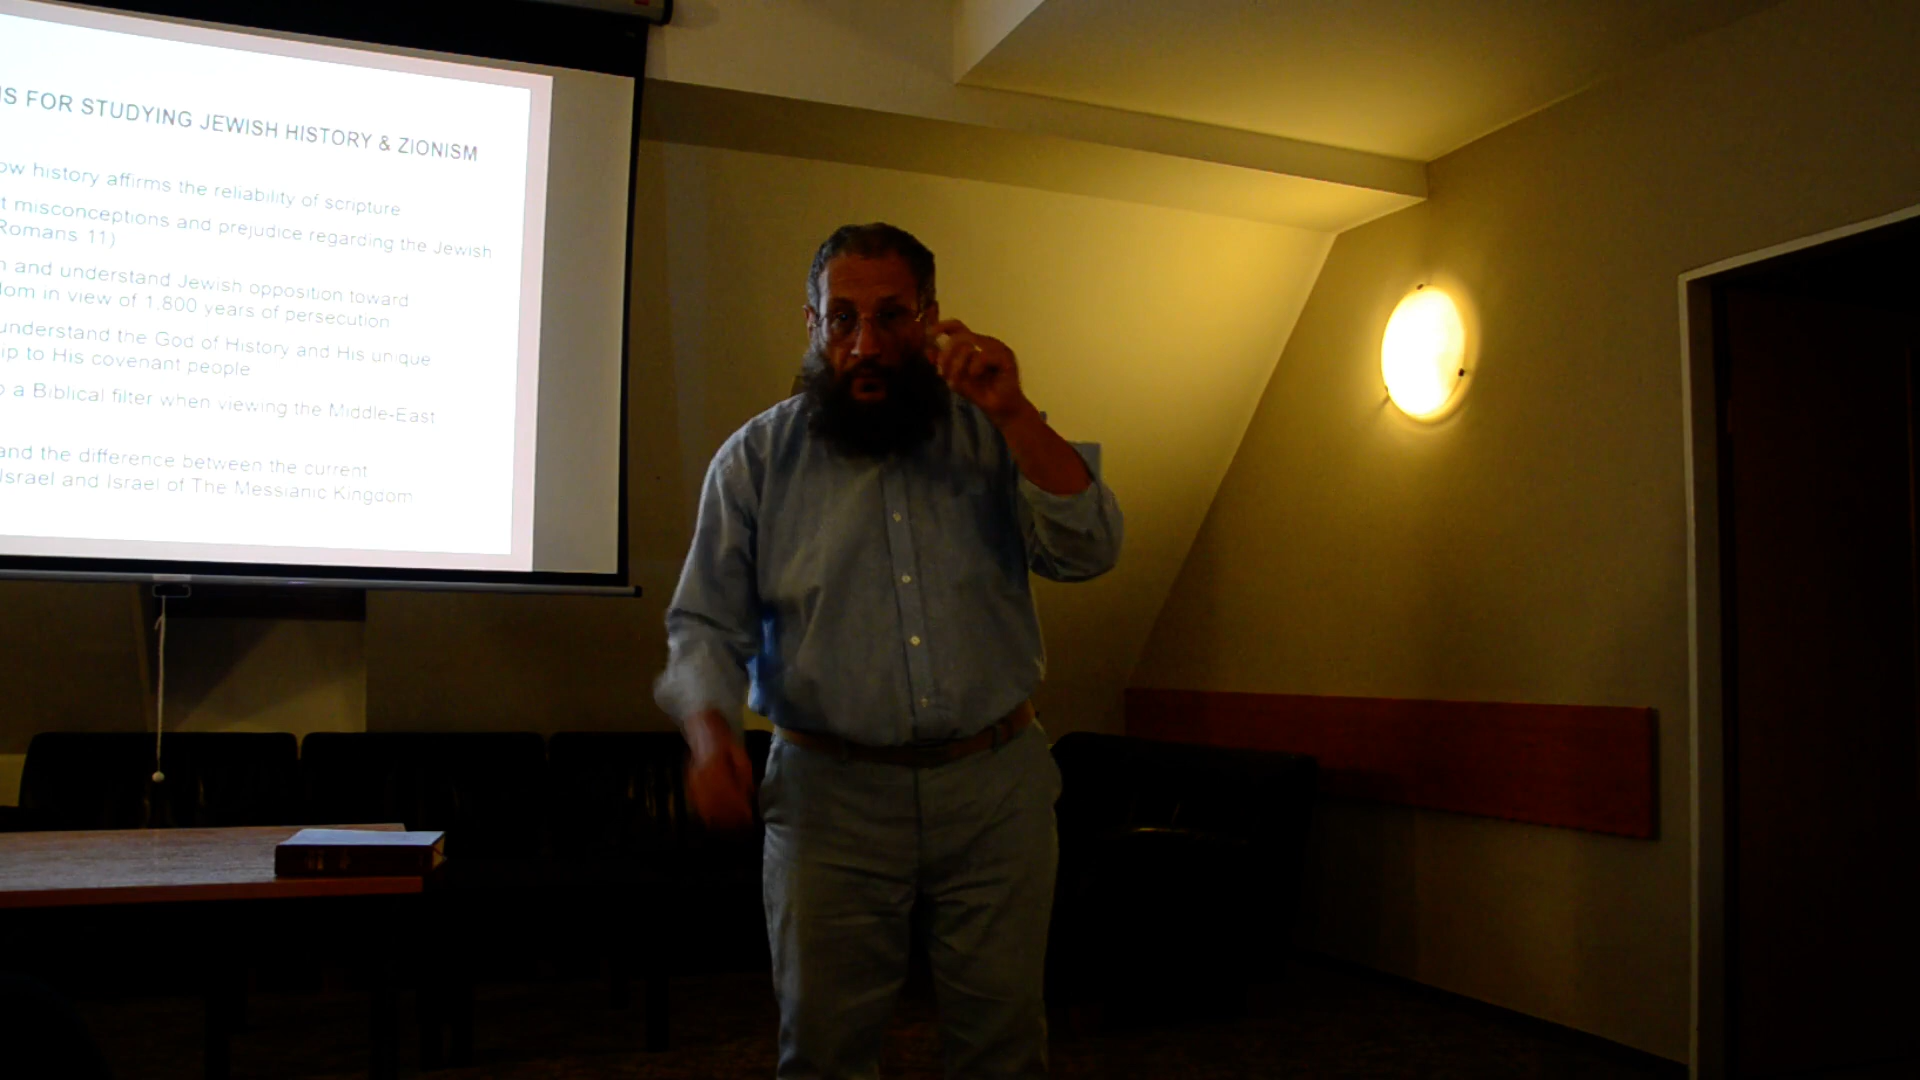 S FOR STUDYING JEWISH HISTORY & ZIONISM
ow history affirms the reliability of scripture
t misconceptions and prejudice regarding the Jewish
Romans 11)
and understand Jewish opposition toward
dom in view of 1,800 years of persecution
understand the God of History and His unique
ip to His covenant people
a Biblical filter when viewing the Middle-East
and the difference between the current
Israel and Israel of The Messianic Kingdom